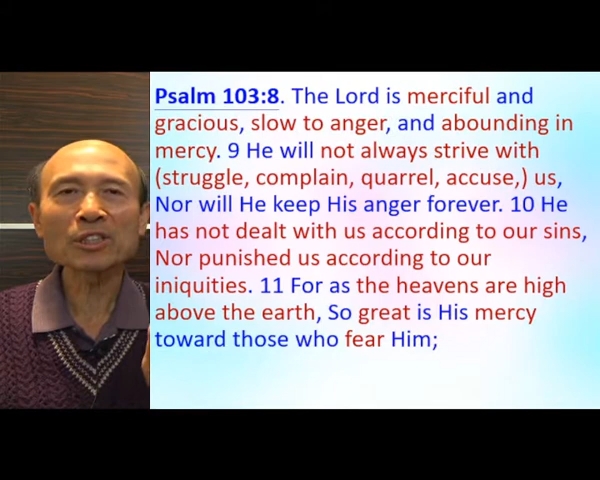 Psalm 103:8. The Lord is merciful and
gracious, slow to anger, and abounding in
mercy. 9 He will not always strive with
(struggle, complain, quarrel, accuse,) us,
Nor will He keep His anger forever. 10 He
has not dealt with us according to our sins,
Nor punished us according to our
iniquities. 11 For as the heavens are high
above the earth, So great is His mercy
toward those who fear Him;